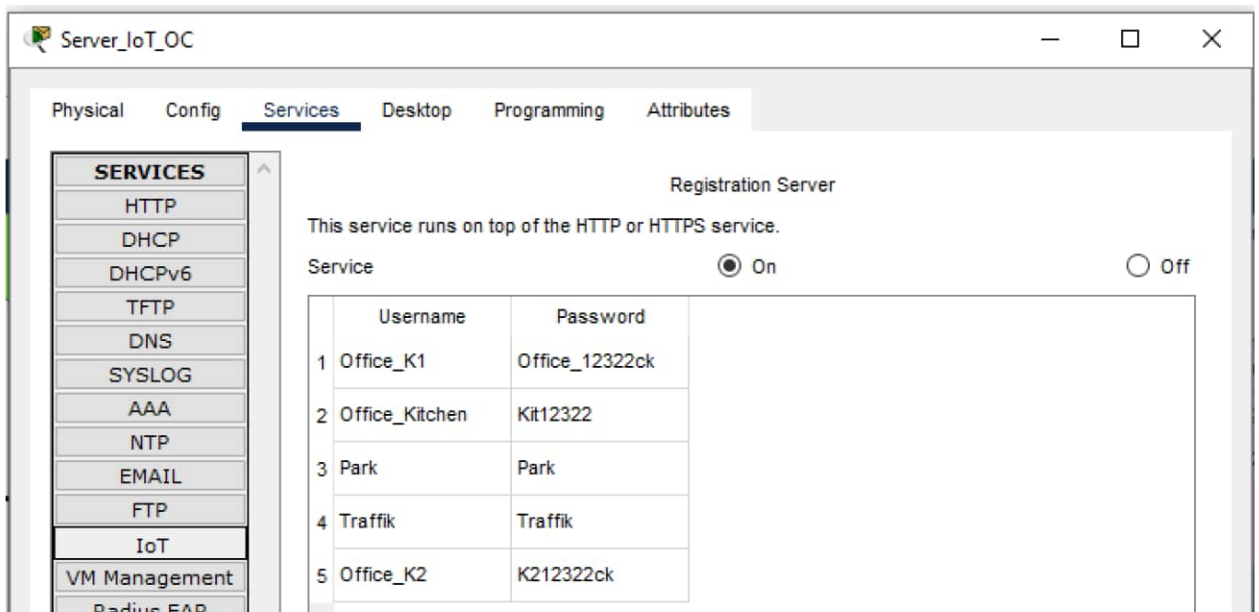 Server_IoT_OC
Physical Config Services Desktop Programming Attributes
SERVICES
HTTP
DHCP
DHCPv6
TFTP
DNS
SYSLOG
AAA
NTP
EMAIL
FTP
IoT
VM Management
Radius EAP
Registration Server
This service runs on top of the HTTP or HTTPS service.
Service On Off
Username Password
1 Office_K1 Office_12322ck
2 Office_Kitchen Kit12322
3 Park Park
4 Traffik Traffik
5 Office_K2 K212322ck